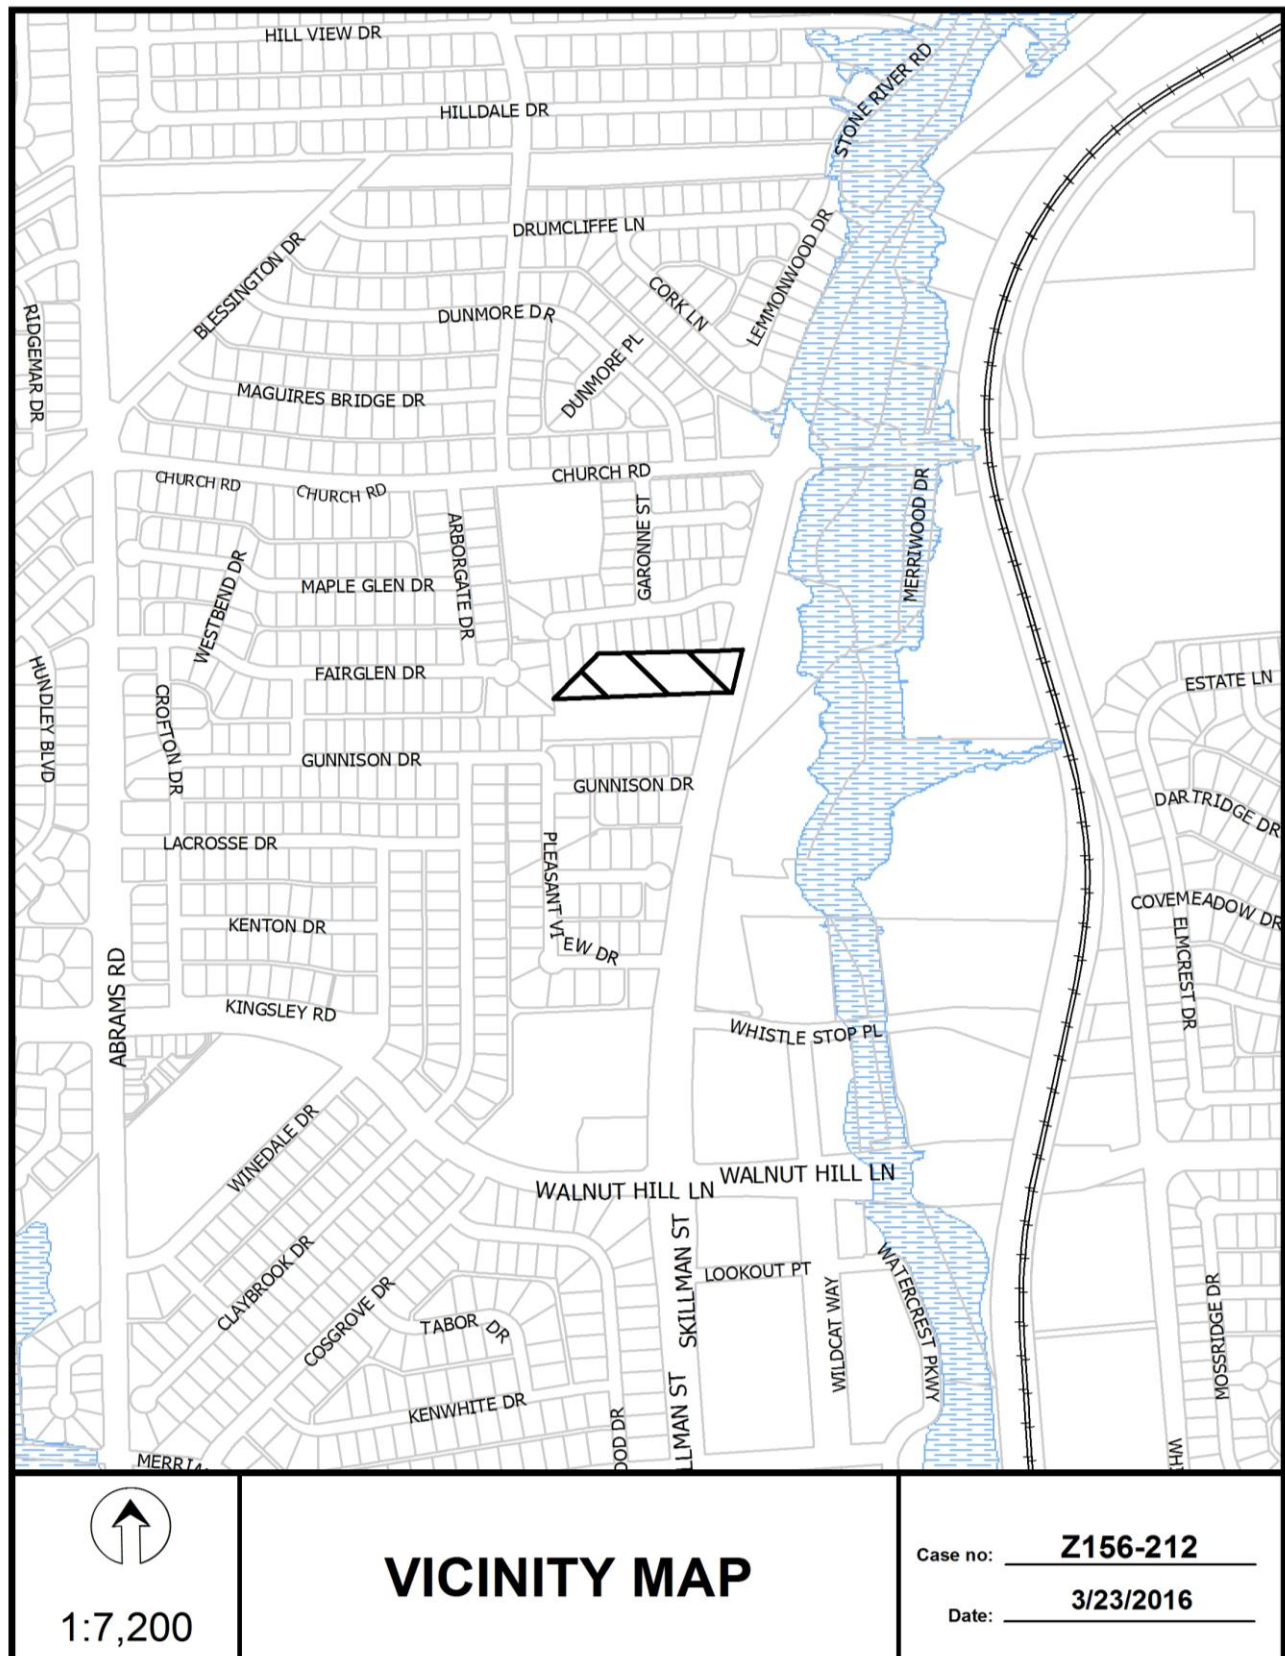 HILL VIEW DR
HILLDALE DR
STONE RIVER RD
DRUMCLIFFE LN
BLESSINGTON DR
LEMMONWOOD DR
CORK LN
RIDGEMAR DR
DUNMORE DR
DUNMORE PL
MAGUIRES BRIDGE DR
CHURCH RD
CHURCH RD
CHURCH RD
GARONNE ST
MERRIWOOD DR
ARBORGATE DR
WESTBEND DR
MAPLE GLEN DR
FAIRGLEN DR
HUNDLEY BLVD
CROFTON DR
ESTATE LN
GUNNISON DR
GUNNISON DR
DARTRIDGE DR
LACROSSE DR
PLEASANT VIEW DR
COVEMEADOW DR
KENTON DR
ELMCREST DR
ABRAMS RD
KINGSLEY RD
WHISTLE STOP PL
WINEDALE DR
WALNUT HILL LN
WALNUT HILL LN
SKILLMAN ST
CLAYBROOK DR
LOOKOUT PT
WATERCREST PKWY
COSGROVE DR
TABOR DR
WILDCAT WAY
MOSSRIDGE DR
KENWHITE DR
OOD DR
LLMAN ST
WHI
1:7,200
VICINITY MAP
Case no: Z156-212
Date: 3/23/2016